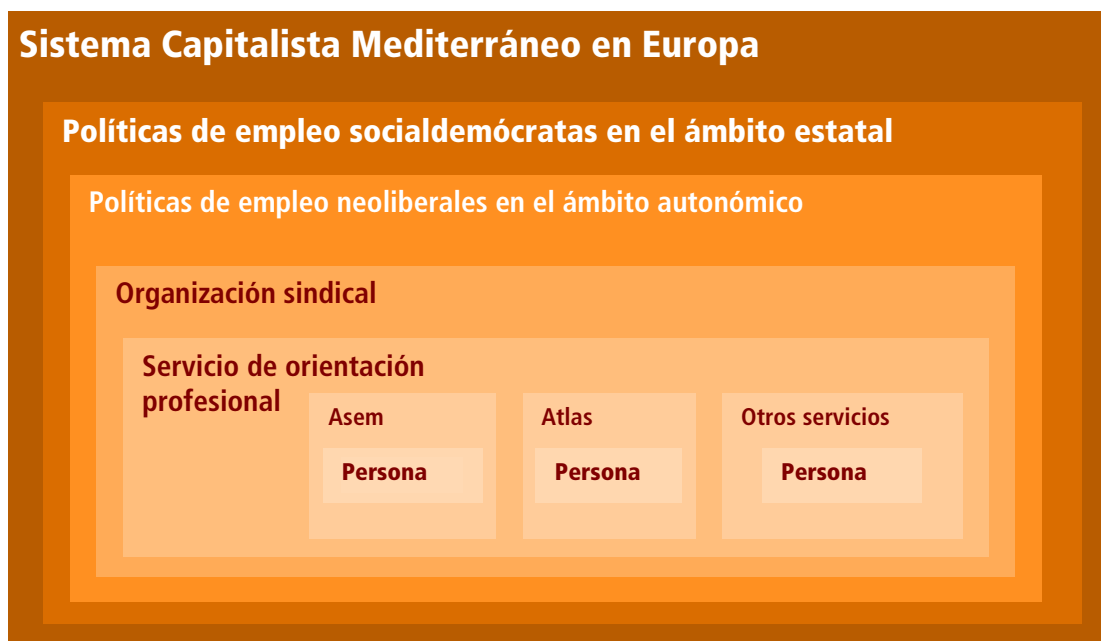 Sistema Capitalista Mediterráneo en Europa
Políticas de empleo socialdemócratas en el ámbito estatal
Políticas de empleo neoliberales en el ámbito autonómico
Organización sindical
Servicio de orientación
profesional
Asem
Atlas
Otros servicios
Persona
Persona
Persona